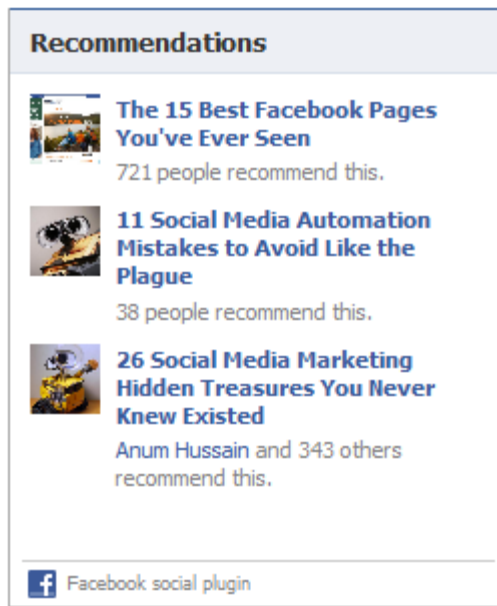 Recommendations
The 15 Best Facebook Pages
You've Ever Seen
721 people recommend this.
11 Social Media Automation
Mistakes to Avoid Like the
Plague
38 people recommend this.
26 Social Media Marketing
Hidden Treasures You Never
Knew Existed
Anum Hussain and 343 others
recommend this.
Facebook social plugin